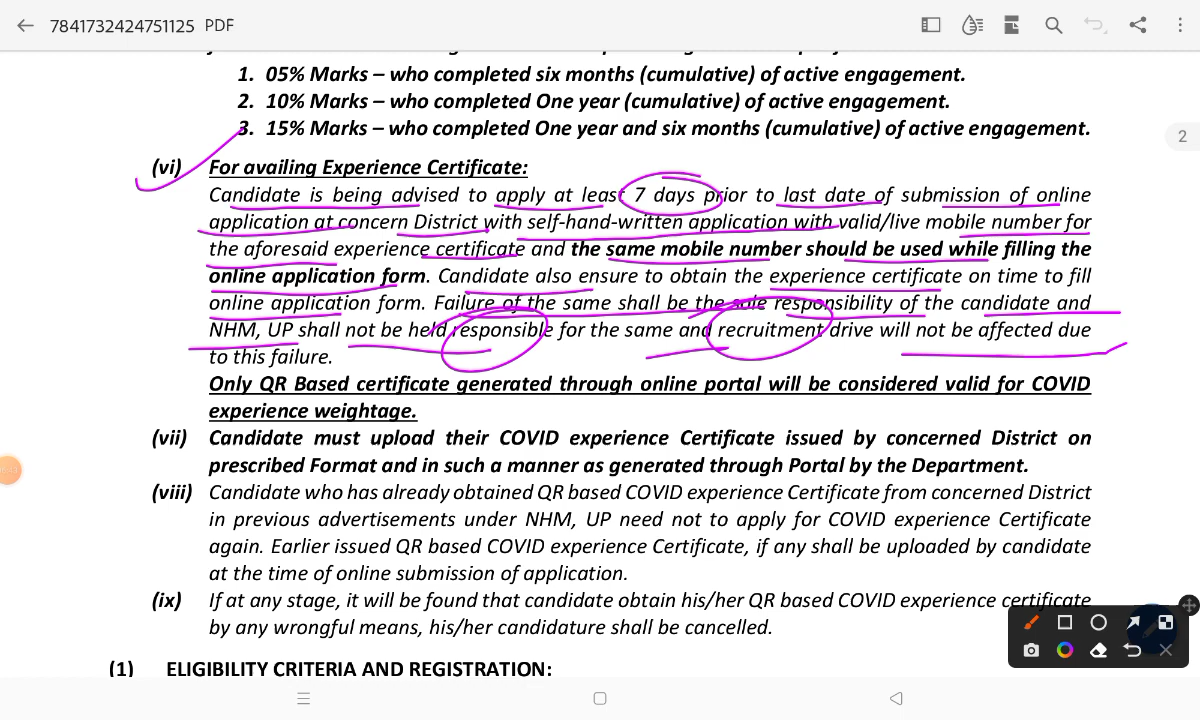 7841732424751125 PDF
1. 05% Marks – who completed six months (cumulative) of active engagement.
2. 10% Marks – who completed One year (cumulative) of active engagement.
3. 15% Marks – who completed One year and six months (cumulative) of active engagement.
2
(vi) For availing Experience Certificate:
Candidate is being advised to apply at least 7 days prior to last date of submission of online
application at concern District with self-hand-written application with valid/live mobile number for
the aforesaid experience certificate and the same mobile number should be used while filling the
online application form. Candidate also ensure to obtain the experience certificate on time to fill
online application form. Failure of the same shall be the sole responsibility of the candidate and
NHM, UP shall not be held responsible for the same and recruitment drive will not be affected due
to this failure.
Only QR Based certificate generated through online portal will be considered valid for COVID
experience weightage.
(vii) Candidate must upload their COVID experience Certificate issued by concerned District on
prescribed Format and in such a manner as generated through Portal by the Department.
(viii) Candidate who has already obtained QR based COVID experience Certificate from concerned District
in previous advertisements under NHM, UP need not to apply for COVID experience Certificate
again. Earlier issued QR based COVID experience Certificate, if any shall be uploaded by candidate
at the time of online submission of application.
(ix) If at any stage, it will be found that candidate obtain his/her QR based COVID experience certificate
by any wrongful means, his/her candidature shall be cancelled.
(1) ELIGIBILITY CRITERIA AND REGISTRATION: